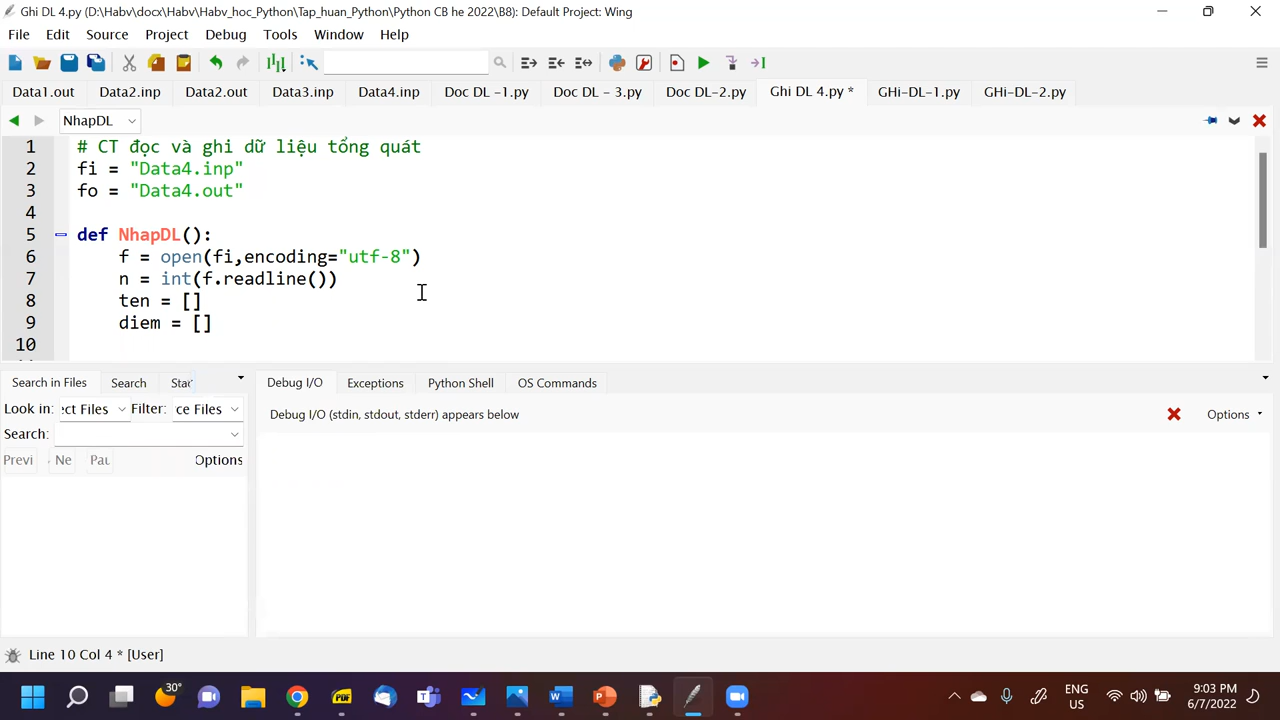 Ghi DL 4.py (D:\Habv\docx\Habv\Habv_hoc_Python\Tap_huan_Python\Python CB he 2022\B8): Default Project: Wing
File Edit Source Project Debug Tools Window Help
Data1.out Data2.inp Data2.out Data3.inp Data4.inp Doc DL -1.py Doc DL - 3.py Doc DL-2.py Ghi DL 4.py * GHi-DL-1.py GHi-DL-2.py
NhapDL
1 # CT đọc và ghi dữ liệu tổng quát
2 fi = "Data4.inp"
3 fo = "Data4.out"
4
5 def NhapDL():
6 f = open(fi,encoding="utf-8")
7 n = int(f.readline())
8 ten = []
9 diem = []
10
Search in Files Search Star Debug I/O Exceptions Python Shell OS Commands
Look in: ect Files Filter: ce Files Debug I/O (stdin, stdout, stderr) appears below Options
Search:
Previ Ne Pau Options
Line 10 Col 4 * [User]
30° PDF ENG 9:03 PM
US 6/7/2022